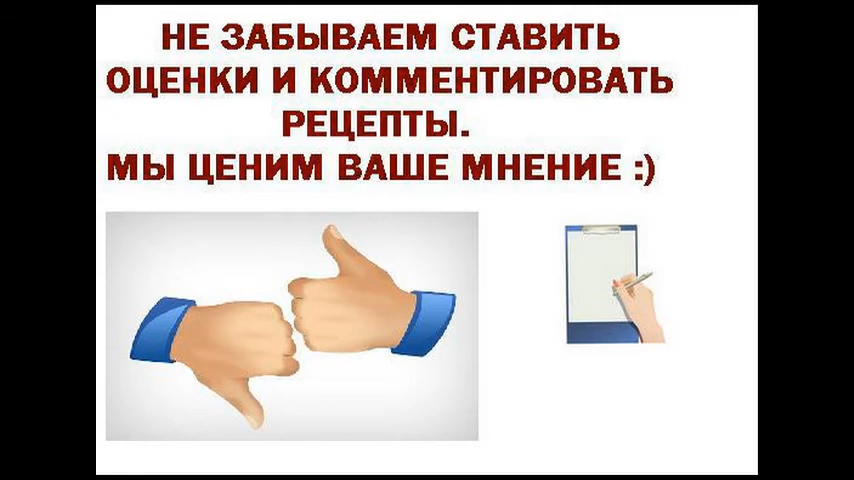 НЕ ЗАБЫВАЕМ СТАВИТЬ
ОЦЕНКИ И КОММЕНТИРОВАТЬ
РЕЦЕПТЫ.
МЫ ЦЕНИМ ВАШЕ МНЕНИЕ :)